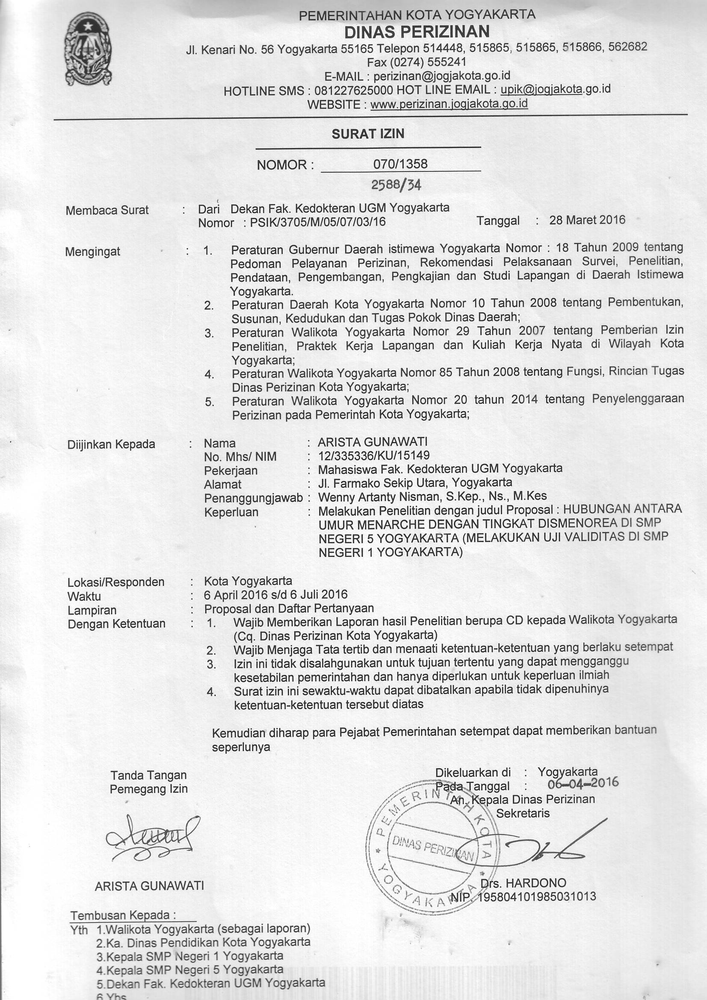 PEMERINTAHAN KOTA YOGYAKARTA
DINAS PERIZINAN
Jl. Kenari No. 56 Yogyakarta 55165 Telepon 514448, 515865, 515865, 515866, 562682
Fax (0274) 555241
E-MAIL : perizinan@jogjakota.go.id
HOTLINE SMS : 081227625000 HOT LINE EMAIL : upik@jogjakota.go.id
WEBSITE : www.perizinan.jogjakota.go.id
SURAT IZIN
NOMOR : 070/1358
2588/34
Membaca Surat : Dari Dekan Fak. Kedokteran UGM Yogyakarta
Nomor : PSIK/3705/M/05/07/03/16 Tanggal : 28 Maret 2016
Mengingat : 1. Peraturan Gubernur Daerah istimewa Yogyakarta Nomor : 18 Tahun 2009 tentang
Pedoman Pelayanan Perizinan, Rekomendasi Pelaksanaan Survei, Penelitian,
Pendataan, Pengembangan, Pengkajian dan Studi Lapangan di Daerah Istimewa
Yogyakarta.
2. Peraturan Daerah Kota Yogyakarta Nomor 10 Tahun 2008 tentang Pembentukan,
Susunan, Kedudukan dan Tugas Pokok Dinas Daerah;
3. Peraturan Walikota Yogyakarta Nomor 29 Tahun 2007 tentang Pemberian Izin
Penelitian, Praktek Kerja Lapangan dan Kuliah Kerja Nyata di Wilayah Kota
Yogyakarta;
4. Peraturan Walikota Yogyakarta Nomor 85 Tahun 2008 tentang Fungsi, Rincian Tugas
Dinas Perizinan Kota Yogyakarta;
5. Peraturan Walikota Yogyakarta Nomor 20 tahun 2014 tentang Penyelenggaraan
Perizinan pada Pemerintah Kota Yogyakarta;
Diijinkan Kepada : Nama : ARISTA GUNAWATI
No. Mhs/ NIM : 12/335336/KU/15149
Pekerjaan : Mahasiswa Fak. Kedokteran UGM Yogyakarta
Alamat : Jl. Farmako Sekip Utara, Yogyakarta
Penanggungjawab : Wenny Artanty Nisman, S.Kep., Ns., M.Kes
Keperluan : Melakukan Penelitian dengan judul Proposal : HUBUNGAN ANTARA
UMUR MENARCHE DENGAN TINGKAT DISMENOREA DI SMP
NEGERI 5 YOGYAKARTA (MELAKUKAN UJI VALIDITAS DI SMP
NEGERI 1 YOGYAKARTA)
Lokasi/Responden : Kota Yogyakarta
Waktu : 6 April 2016 s/d 6 Juli 2016
Lampiran : Proposal dan Daftar Pertanyaan
Dengan Ketentuan : 1. Wajib Memberikan Laporan hasil Penelitian berupa CD kepada Walikota Yogyakarta
(Cq. Dinas Perizinan Kota Yogyakarta)
2. Wajib Menjaga Tata tertib dan menaati ketentuan-ketentuan yang berlaku setempat
3. Izin ini tidak disalahgunakan untuk tujuan tertentu yang dapat mengganggu
kesetabilan pemerintahan dan hanya diperlukan untuk keperluan ilmiah
4. Surat izin ini sewaktu-waktu dapat dibatalkan apabila tidak dipenuhinya
ketentuan-ketentuan tersebut diatas
Kemudian diharap para Pejabat Pemerintahan setempat dapat memberikan bantuan
seperlunya
Tanda Tangan
Pemegang Izin
ARISTA GUNAWATI
Dikeluarkan di : Yogyakarta
Pada Tanggal : 06-04-2016
An. Kepala Dinas Perizinan
Sekretaris
PEMERINTAH KOTA
DINAS PERIZINAN
YOGYAKARTA
Drs. HARDONO
NIP. 195804101985031013
Tembusan Kepada :
Yth 1.Walikota Yogyakarta (sebagai laporan)
2.Ka. Dinas Pendidikan Kota Yogyakarta
3.Kepala SMP Negeri 1 Yogyakarta
4.Kepala SMP Negeri 5 Yogyakarta
5.Dekan Fak. Kedokteran UGM Yogyakarta
6.Ybs